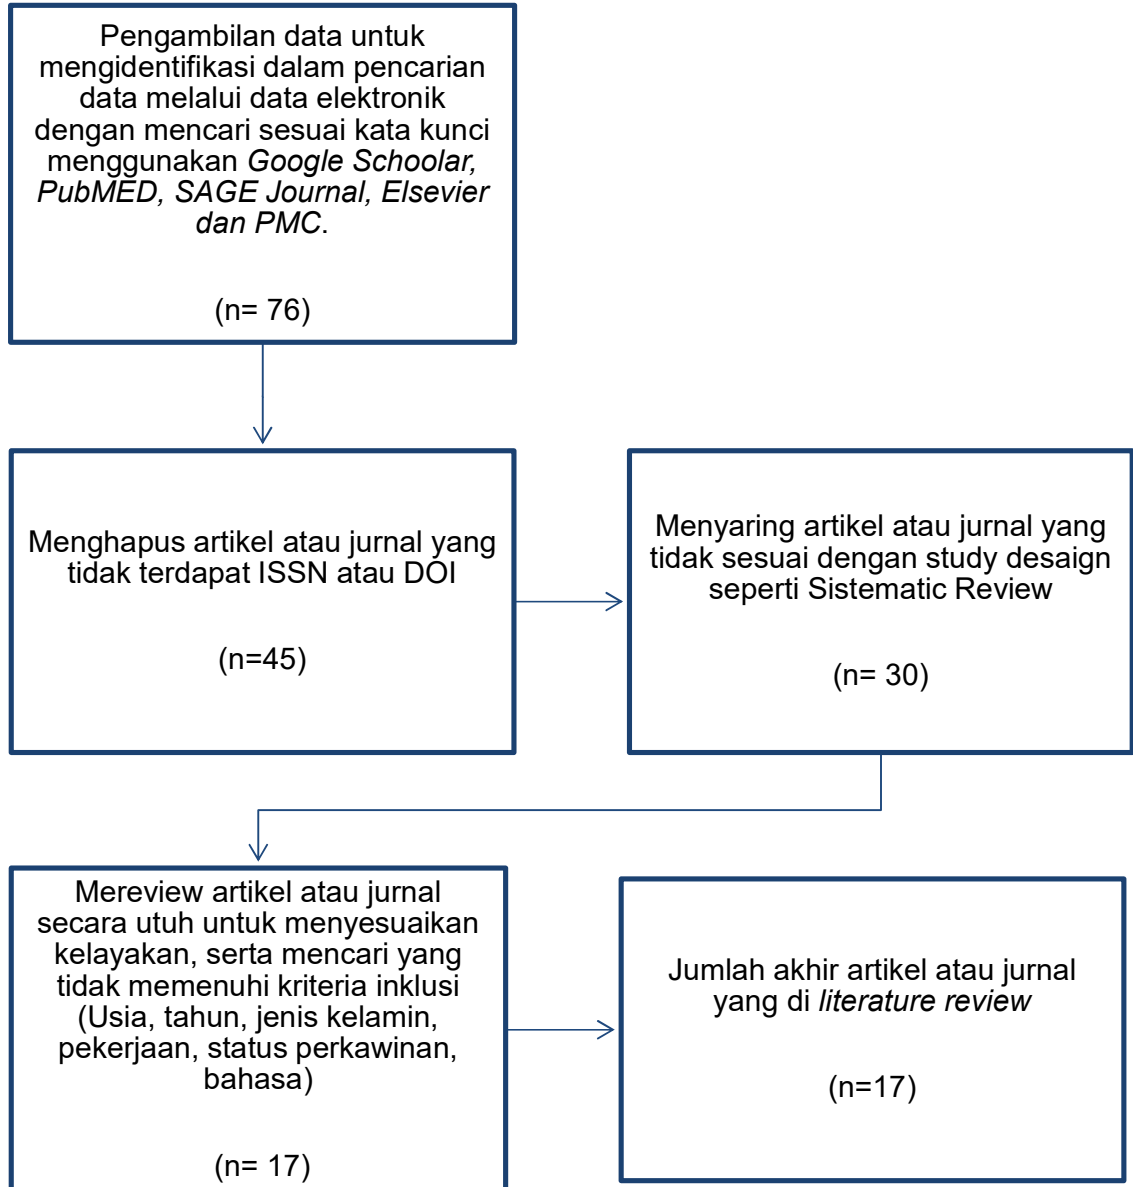 Pengambilan data untuk
mengidentifikasi dalam pencarian
data melalui data elektronik
dengan mencari sesuai kata kunci
menggunakan Google Schoolar,
PubMED, SAGE Journal, Elsevier
dan PMC.
(n= 76)
Menghapus artikel atau jurnal yang
tidak terdapat ISSN atau DOI
(n=45)
Menyaring artikel atau jurnal yang
tidak sesuai dengan study desaign
seperti Sistematic Review
(n= 30)
Mereview artikel atau jurnal
secara utuh untuk menyesuaikan
kelayakan, serta mencari yang
tidak memenuhi kriteria inklusi
(Usia, tahun, jenis kelamin,
pekerjaan, status perkawinan,
bahasa)
(n= 17)
Jumlah akhir artikel atau jurnal
yang di literature review
(n=17)